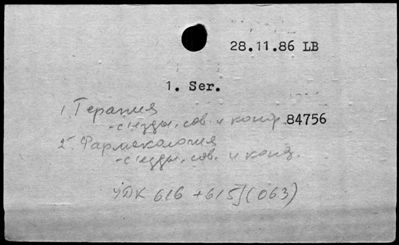 28.11.86 LB
1. Ser.
1. Терапия
- съезды, сов. и конф.
84756
2. Фармакология
- съезды, сов. и конф.
УДК 616 + 615](063)